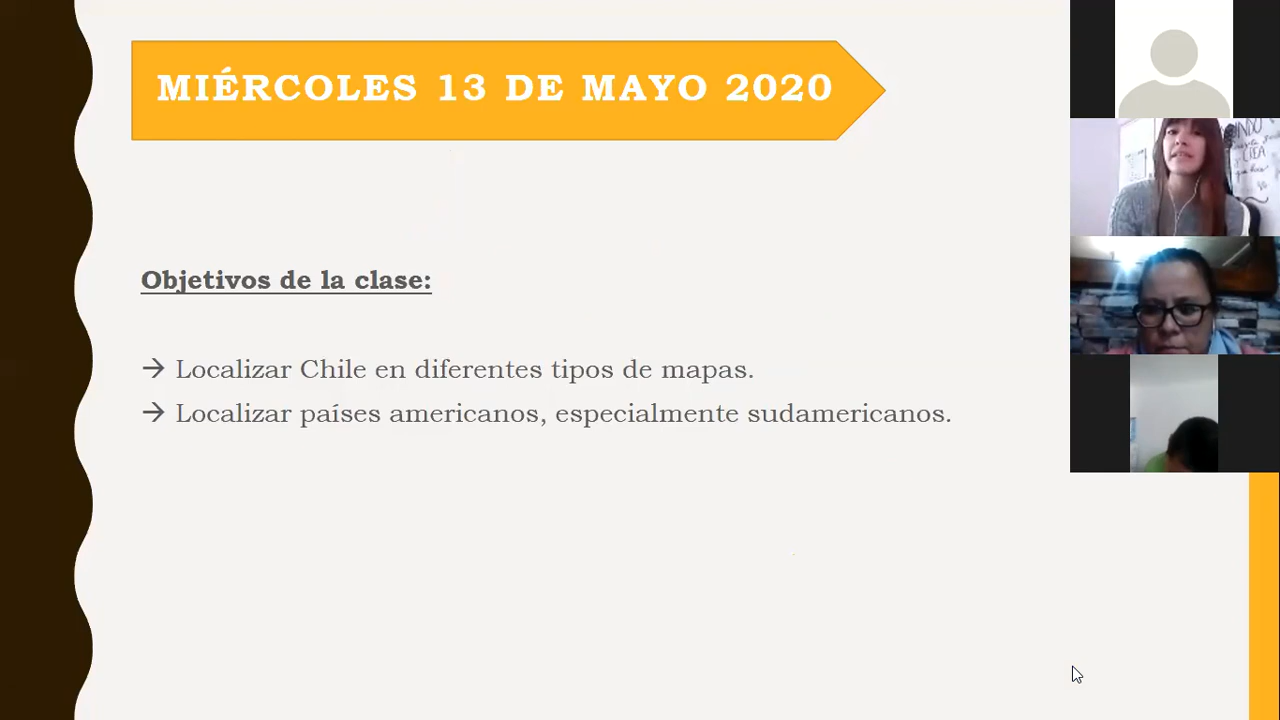 MIÉRCOLES 13 DE MAYO 2020
Objetivos de la clase:
→ Localizar Chile en diferentes tipos de mapas.
→ Localizar países americanos, especialmente sudamericanos.
CREA